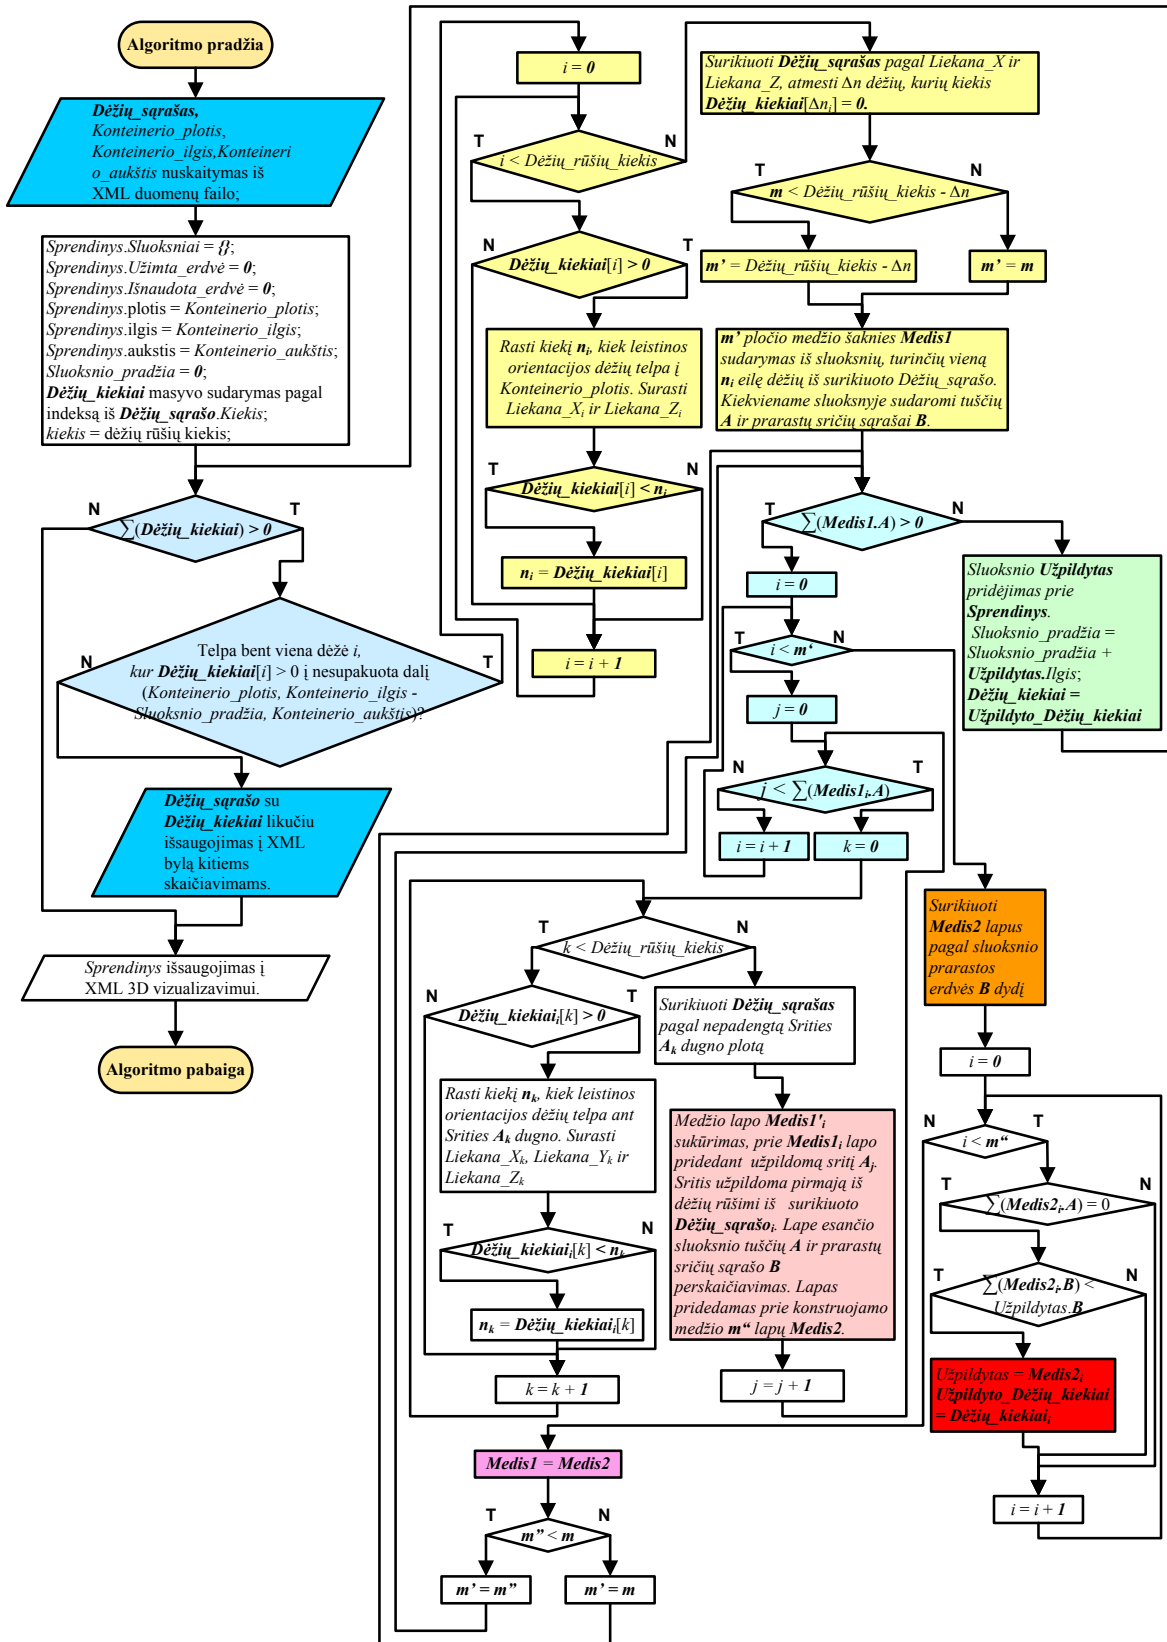 Algoritmo pradžia
Dėžių_sąrašas,
Konteinerio_plotis,
Konteinerio_ilgis,Konteineri
o_aukštis nuskaitymas iš
XML duomenų failo;
Sprendinys.Sluoksniai = {};
Sprendinys.Užimta_erdvė = 0;
Sprendinys.Išnaudota_erdvė = 0;
Sprendinys.plotis = Konteinerio_plotis;
Sprendinys.ilgis = Konteinerio_ilgis;
Sprendinys.aukstis = Konteinerio_aukštis;
Sluoksnio_pradžia = 0;
Dėžių_kiekiai masyvo sudarymas pagal
indeksą iš Dėžių_sąrašo.Kiekis;
kiekis = dėžių rūšių kiekis;
N
T
∑(Dėžių_kiekiai) > 0
N
T
Telpa bent viena dėžė i,
kur Dėžių_kiekiai[i] > 0 į nesupakuota dalį
(Konteinerio_plotis, Konteinerio_ilgis -
Sluoksnio_pradžia, Konteinerio_aukštis)?
Dėžių_sąrašo su
Dėžių_kiekiai likučiu
išsaugojimas į XML
bylą kitiems
skaičiavimams.
Sprendinys išsaugojimas į
XML 3D vizualizavimui.
Algoritmo pabaiga
i = 0
T
N
i < Dėžių_rūšių_kiekis
N
T
Dėžių_kiekiai[i] > 0
Rasti kiekį ni, kiek leistinos
orientacijos dėžių telpa į
Konteinerio_plotis. Surasti
Liekana_Xi ir Liekana_Zi
T
N
Dėžių_kiekiai[i] < ni
ni = Dėžių_kiekiai[i]
i = i + 1
Surikiuoti Dėžių_sąrašas pagal Liekana_X ir
Liekana_Z, atmesti Δn dėžių, kurių kiekis
Dėžių_kiekiai[Δni] = 0.
T
N
m < Dėžių_rūšių_kiekis - Δn
m' = Dėžių_rūšių_kiekis - Δn
m' = m
m' pločio medžio šaknies Medis1
sudarymas iš sluoksnių, turinčių vieną
ni eilę dėžių iš surikiuoto Dėžių_sąrašo.
Kiekviename sluoksnyje sudaromi tuščių
A ir prarastų sričių sąrašai B.
T
N
∑(Medis1.A) > 0
i = 0
T
N
i < m‘
j = 0
N
T
j < ∑(Medis1i.A)
i = i + 1
k = 0
Sluoksnio Užpildytas
pridėjimas prie
Sprendinys.
Sluoksnio_pradžia =
Sluoksnio_pradžia +
Užpildytas.Ilgis;
Dėžių_kiekiai =
Užpildyto_Dėžių_kiekiai
T
N
k < Dėžių_rūšių_kiekis
N
T
Dėžių_kiekiaii[k] > 0
Rasti kiekį nk, kiek leistinos
orientacijos dėžių telpa ant
Srities Ak dugno. Surasti
Liekana_Xk, Liekana_Yk ir
Liekana_Zk
T
N
Dėžių_kiekiaii[k] < nk
nk = Dėžių_kiekiaii[k]
k = k + 1
Surikiuoti Dėžių_sąrašas
pagal nepadengtą Srities
Ak dugno plotą
Medžio lapo Medis1'i
sukūrimas, prie Medis1i lapo
pridedant užpildomą sritį Aj.
Sritis užpildoma pirmąja iš
dėžių rūšimi iš surikiuoto
Dėžių_sąrašoi. Lape esančio
sluoksnio tuščių A ir prarastų
sričių sąrašo B
perskaičiavimas. Lapas
pridedamas prie konstruojamo
medžio m“ lapų Medis2.
j = j + 1
Surikiuoti
Medis2 lapus
pagal sluoksnio
prarastos
erdvės B dydį
i = 0
N
T
i < m“
T
N
∑(Medis2i.A) = 0
T
N
∑(Medis2i.B) <
Užpildytas.B
Užpildytas = Medis2i
Užpildyto_Dėžių_kiekiai
= Dėžių_kiekiaii
i = i + 1
Medis1 = Medis2
T
N
m” < m
m’ = m”
m’ = m